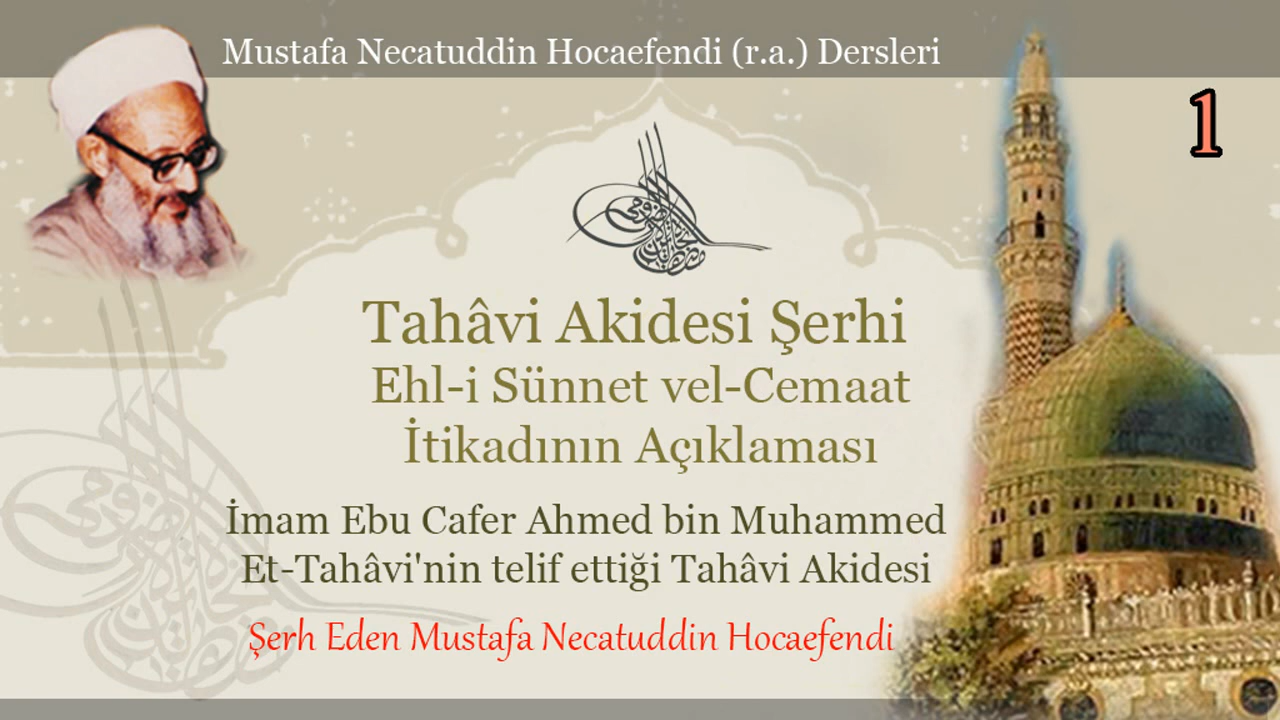 Mustafa Necatuddin Hocaefendi (r.a.) Dersleri
1
Tahâvi Akidesi Şerhi
Ehl-i Sünnet vel-Cemaat
İtikadının Açıklaması
İmam Ebu Cafer Ahmed bin Muhammed
Et-Tahâvi'nin telif ettiği Tahâvi Akidesi
Şerh Eden Mustafa Necatuddin Hocaefendi